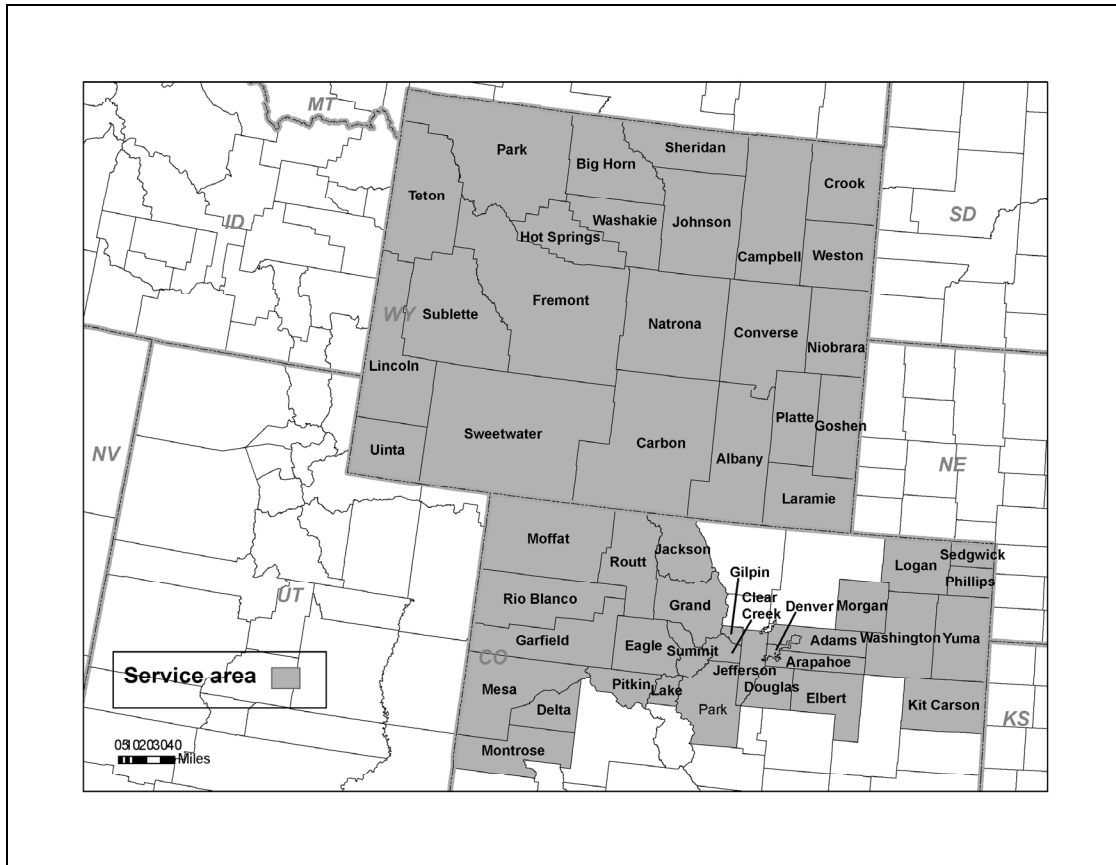 MT
Park
Big Horn
Sheridan
Crook
Teton
ID
Washakie
Johnson
SD
Hot Springs
Campbell
Weston
Fremont
WY
Sublette
Natrona
Converse
Niobrara
Lincoln
Platte
Goshen
Sweetwater
Carbon
Uinta
Albany
NV
NE
Laramie
Moffat
Routt
Jackson
Logan
Sedgwick
Gilpin
Phillips
Rio Blanco
Grand
Clear
Creek
Denver
Morgan
UT
Garfield
Eagle
Summit
Adams
Washington
Yuma
CO
Arapahoe
Jefferson
Service area
Mesa
Pitkin
Lake
Douglas
Elbert
Delta
Park
Kit Carson
KS
Montrose
0510203040
Miles